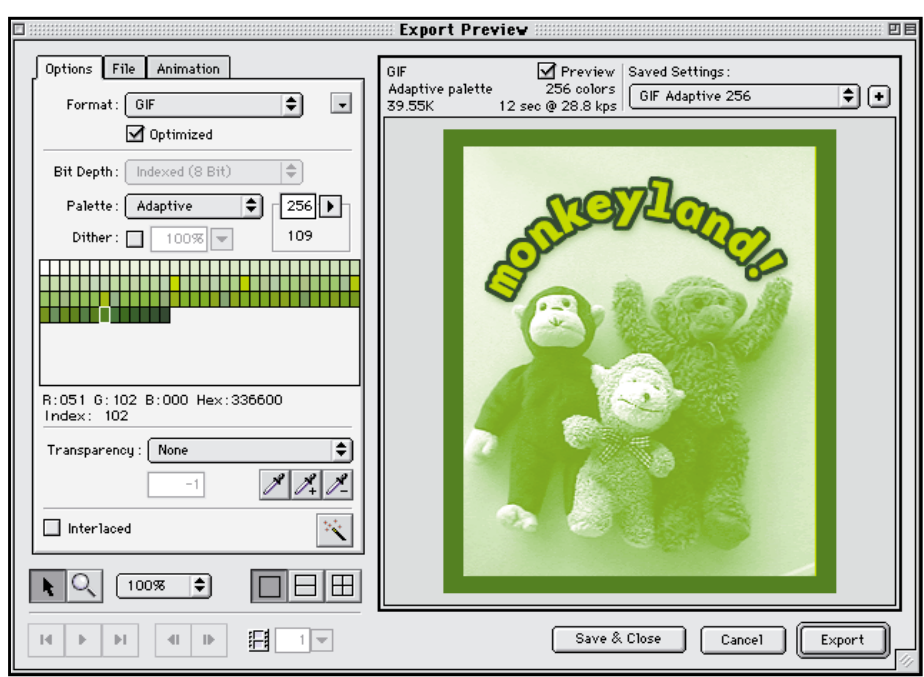 Export Preview
Options File Animation
Format: GIF
Optimized
Bit Depth: Indexed (8 Bit)
Palette: Adaptive 256
Dither: 100% 109
R:051 G:102 B:000 Hex:336600
Index: 102
Transparency: None
-1
Interlaced
100%
1
GIF Preview Saved Settings:
Adaptive palette 256 colors GIF Adaptive 256
39.55K 12 sec @ 28.8 kps
monkeyland!
Save & Close Cancel Export